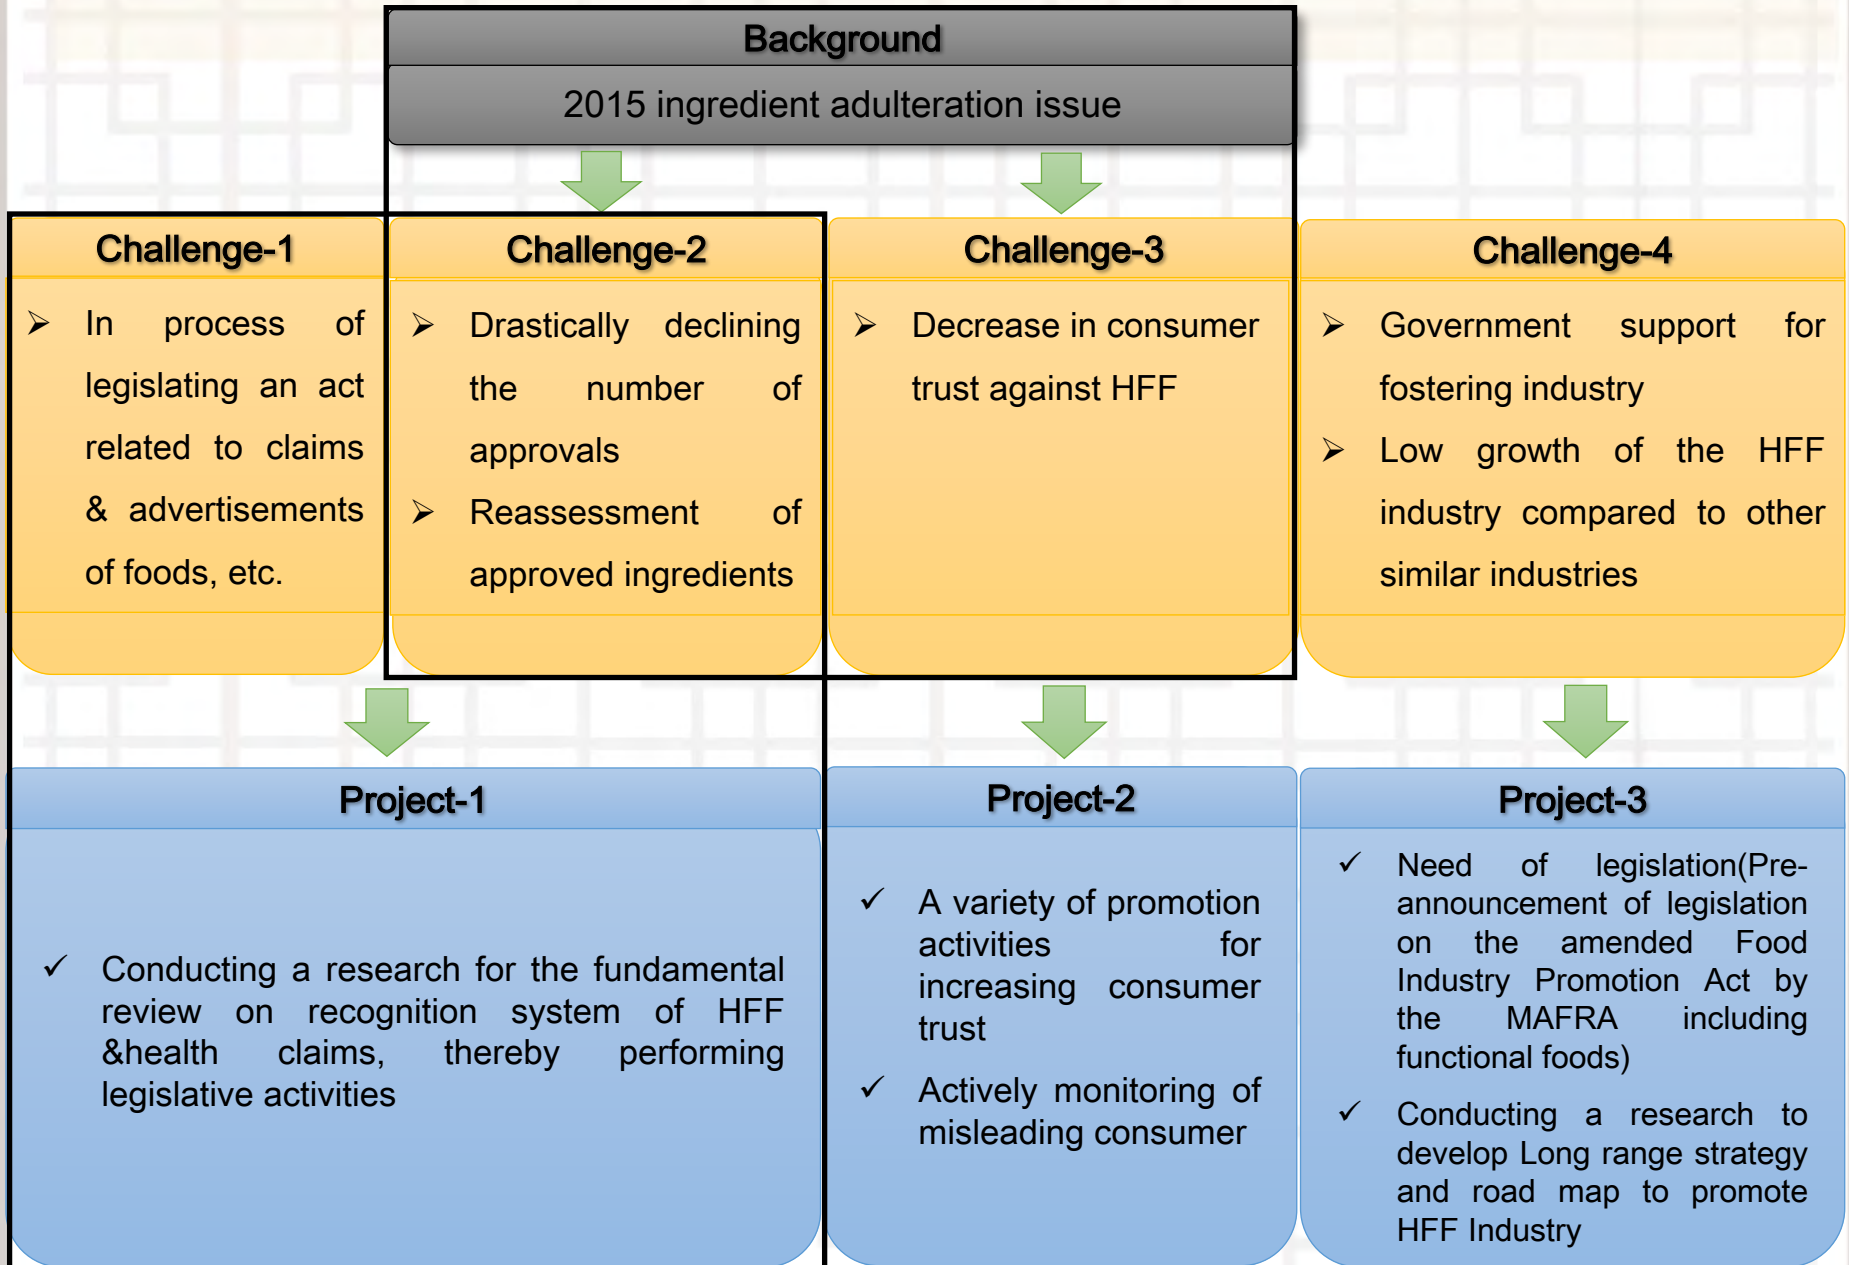 Background
2015 ingredient adulteration issue
Challenge-1
In process of
legislating an act
related to claims
& advertisements
of foods, etc.
Challenge-2
Drastically declining
the number of
approvals
Reassessment of
approved ingredients
Challenge-3
Decrease in consumer
trust against HFF
Challenge-4
Government support for
fostering industry
Low growth of the HFF
industry compared to other
similar industries
Project-1
Conducting a research for the fundamental
review on recognition system of HFF
&health claims, thereby performing
legislative activities
Project-2
A variety of promotion
activities for
increasing consumer
trust
Actively monitoring of
misleading consumer
Project-3
Need of legislation(Pre-
announcement of legislation
on the amended Food
Industry Promotion Act by
the MAFRA including
functional foods)
Conducting a research to
develop Long range strategy
and road map to promote
HFF Industry